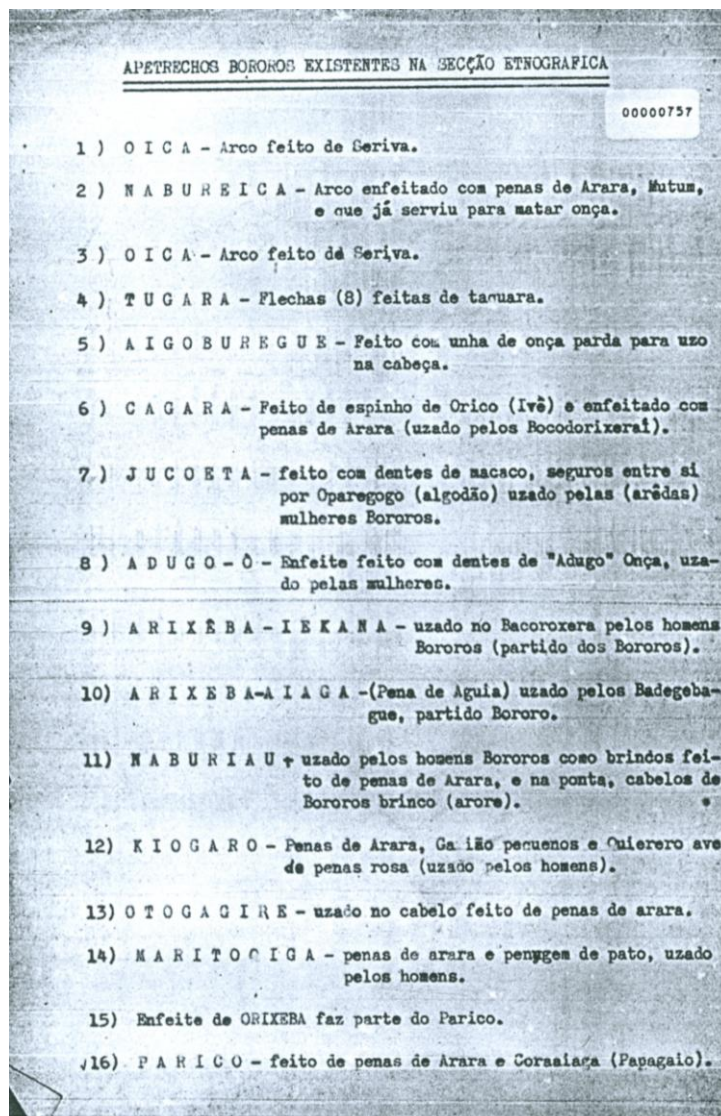 APETRECHOS BOROROS EXISTENTES NA SECÇÃO ETNOGRAFICA
00000757
1 ) O I C A - Arco feito de Seriva.
2 ) N A B U R E I C A - Arco enfeitado com penas de Arara, Mutum,
e que já serviu para matar onça.
3 ) O I C A - Arco feito de Seriva.
4 ) T U G A R A - Flechas (8) feitas de taquara.
5 ) A I G O B U R E G U E - Feito com unha de onça parda para uzo
na cabeça.
6 ) C A G A R A - Feito de espinho de Orico (Ivê) e enfeitado com
penas de Arara (uzado pelos Bocodorixeraí).
7 ) J U C O E T A - feito com dentes de macaco, seguros entre si
por Oparegogo (algodão) uzado pelas (arêdas)
mulheres Bororos.
8 ) A D U G O - Ô - Enfeite feito com dentes de "Adugo" Onça, uza-
do pelas mulheres.
9 ) A R I X Ê B A - I E K A N A - uzado no Bacoroxera pelos homens
Bororos (partido dos Bororos).
10) A R I X E B A-A I A G A -(Pena de Aguia) uzado pelos Badegeba-
gue, partido Bororo.
11) N A B U R I A U - uzado pelos homens Bororos como brindos fei-
to de penas de Arara, e na ponta, cabelos de
Bororos brinco (arore).
12) K I O G A R O - Penas de Arara, Ga ião pequenos e Quierero ave
de penas rosa (uzado pelos homens).
13) O T O G A G I R E - uzado no cabelo feito de penas de arara.
14) M A R I T O C I G A - penas de arara e penugem de pato, uzado
pelos homens.
15) Enfeite de ORIXEBA faz parte do Parico.
16) P A R I C O - feito de penas de Arara e (Papagaio).